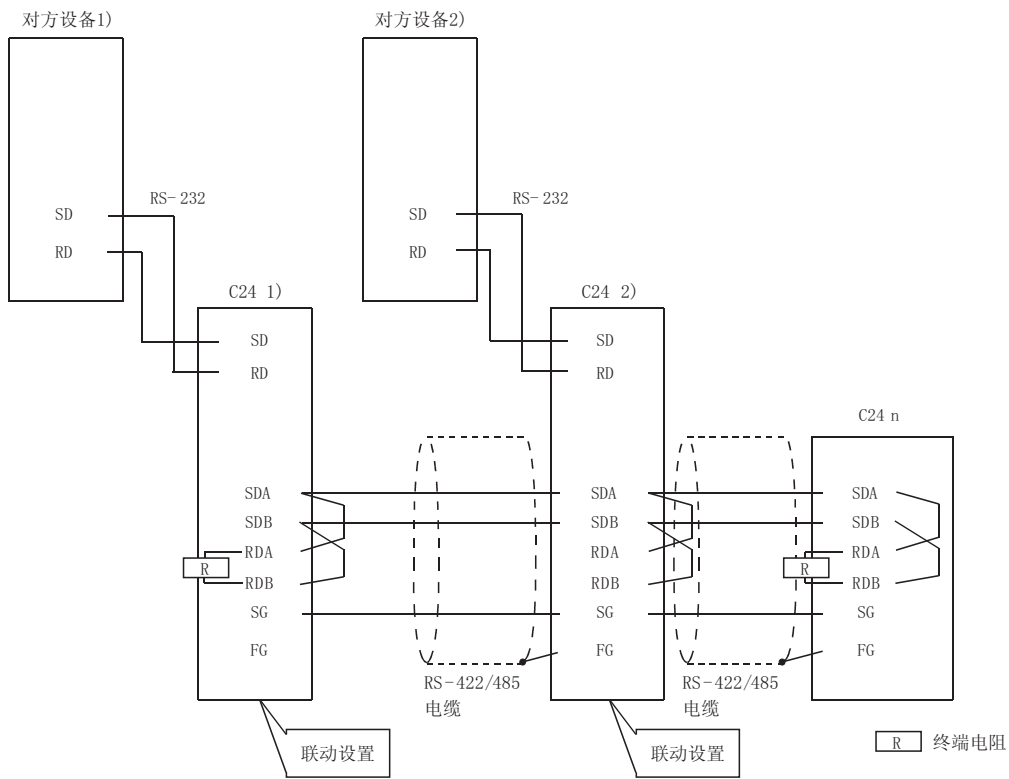 对方设备1)
对方设备2)
RS-232
RS-232
SD
RD
SD
RD
C24 1)
C24 2)
SD
RD
SD
RD
C24 n
SDA
SDB
RDA
RDB
SG
FG
R
SDA
SDB
RDA
RDB
SG
FG
SDA
SDB
RDA
RDB
SG
FG
R
RS-422/485
电缆
RS-422/485
电缆
联动设置
联动设置
R 终端电阻